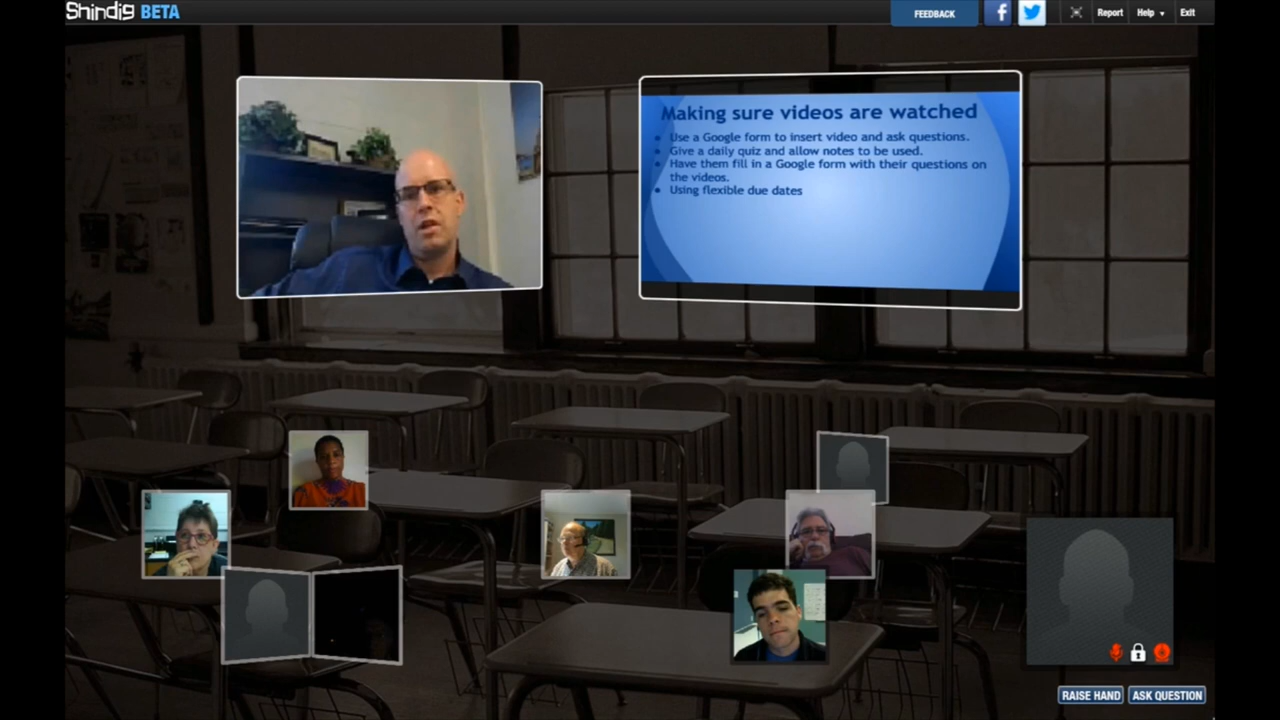 Shindig BETA
FEEDBACK
Report Help Exit
Making sure videos are watched
• Use a Google form to insert video and ask questions.
• Give a daily quiz and allow notes to be used.
• Have them fill in a Google form with their questions on
the videos.
• Using flexible due dates
RAISE HAND ASK QUESTION